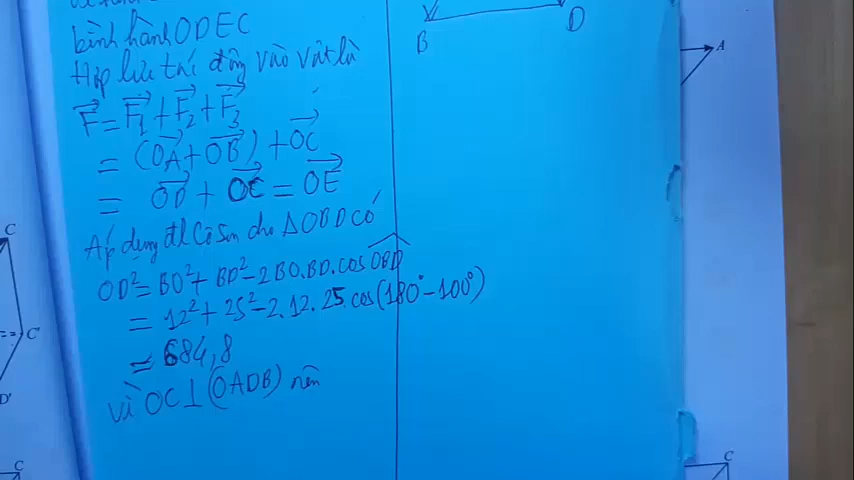 bình hành ODEC
B
D
A
Hợp lực tác động vào vật là
F⃗ = F⃗₁ + F⃗₂ + F⃗₃
= (OA⃗ + OB⃗) + OC⃗
= OD⃗ + OC⃗ = OE⃗
Áp dụng đl Côsin cho △OBD có
OD² = BO² + BD² - 2BO.BD.cos OBD̂
= 12² + 25² - 2.12.25.cos(180° - 100°)
= 684,8
vì OC⊥(OADB) nên
C
C'
D'
C
C